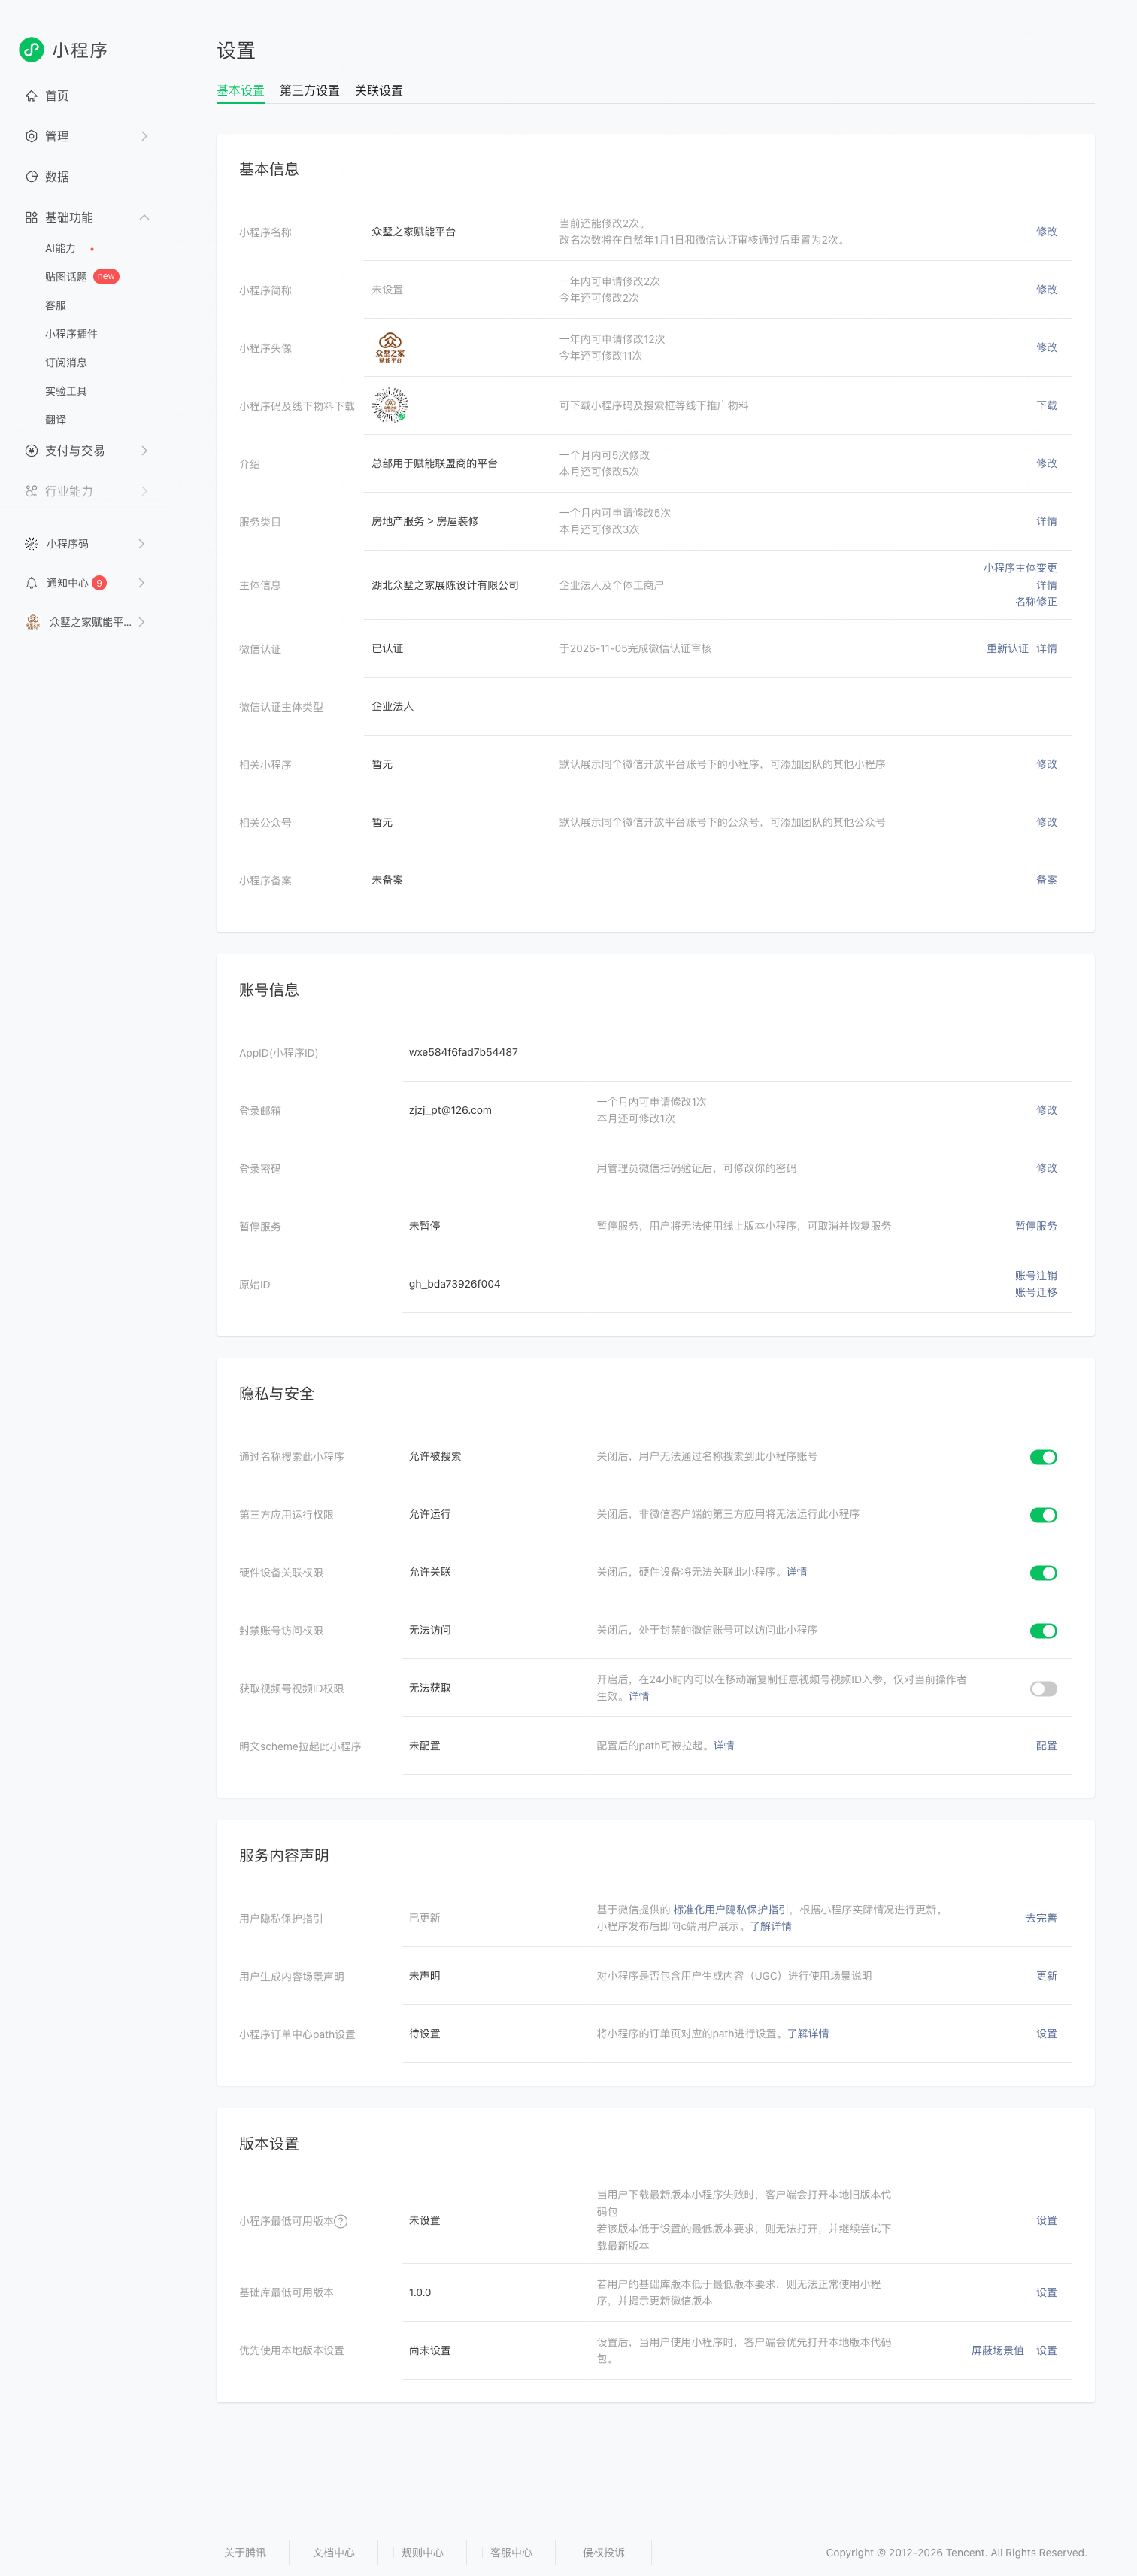 小程序
首页
管理
数据
基础功能
AI能力
贴图话题 new
客服
小程序插件
订阅消息
实验工具
翻译
支付与交易
行业能力
小程序码
通知中心 9
众墅之家赋能平...
设置
基本设置 第三方设置 关联设置
基本信息
小程序名称 众墅之家赋能平台 当前还能修改2次。 修改
改名次数将在自然年1月1日和微信认证审核通过后重置为2次。
小程序简称 未设置 一年内可申请修改2次 修改
今年还可修改2次
小程序头像 众墅之家 赋能平台 一年内可申请修改12次 修改
今年还可修改11次
小程序码及线下物料下载 可下载小程序码及搜索框等线下推广物料 下载
介绍 总部用于赋能联盟商的平台 一个月内可5次修改 修改
本月还可修改5次
服务类目 房地产服务 > 房屋装修 一个月内可申请修改5次 详情
本月还可修改3次
主体信息 湖北众墅之家展陈设计有限公司 企业法人及个体工商户 小程序主体变更
详情
名称修正
微信认证 已认证 于2026-11-05完成微信认证审核 重新认证 详情
微信认证主体类型 企业法人
相关小程序 暂无 默认展示同个微信开放平台账号下的小程序，可添加团队的其他小程序 修改
相关公众号 暂无 默认展示同个微信开放平台账号下的公众号，可添加团队的其他公众号 修改
小程序备案 未备案 备案
账号信息
AppID(小程序ID) wxe584f6fad7b54487
登录邮箱 zjzj_pt@126.com 一个月内可申请修改1次 修改
本月还可修改1次
登录密码 用管理员微信扫码验证后，可修改你的密码 修改
暂停服务 未暂停 暂停服务，用户将无法使用线上版本小程序，可取消并恢复服务 暂停服务
原始ID gh_bda73926f004 账号注销
账号迁移
隐私与安全
通过名称搜索此小程序 允许被搜索 关闭后，用户无法通过名称搜索到此小程序账号
第三方应用运行权限 允许运行 关闭后，非微信客户端的第三方应用将无法运行此小程序
硬件设备关联权限 允许关联 关闭后，硬件设备将无法关联此小程序。详情
封禁账号访问权限 无法访问 关闭后，处于封禁的微信账号可以访问此小程序
获取视频号视频ID权限 无法获取 开启后，在24小时内可以在移动端复制任意视频号视频ID入参，仅对当前操作者
生效。详情
明文scheme拉起此小程序 未配置 配置后的path可被拉起。详情 配置
服务内容声明
用户隐私保护指引 已更新 基于微信提供的 标准化用户隐私保护指引，根据小程序实际情况进行更新。 去完善
小程序发布后即向c端用户展示。了解详情
用户生成内容场景声明 未声明 对小程序是否包含用户生成内容（UGC）进行使用场景说明 更新
小程序订单中心path设置 待设置 将小程序的订单页对应的path进行设置。了解详情 设置
版本设置
小程序最低可用版本? 未设置 当用户下载最新版本小程序失败时，客户端会打开本地旧版本代 设置
码包
若该版本低于设置的最低版本要求，则无法打开，并继续尝试下
载最新版本
基础库最低可用版本 1.0.0 若用户的基础库版本低于最低版本要求，则无法正常使用小程 设置
序，并提示更新微信版本
优先使用本地版本设置 尚未设置 设置后，当用户使用小程序时，客户端会优先打开本地版本代码 屏蔽场景值 设置
包。
关于腾讯 文档中心 规则中心 客服中心 侵权投诉 Copyright © 2012-2026 Tencent. All Rights Reserved.